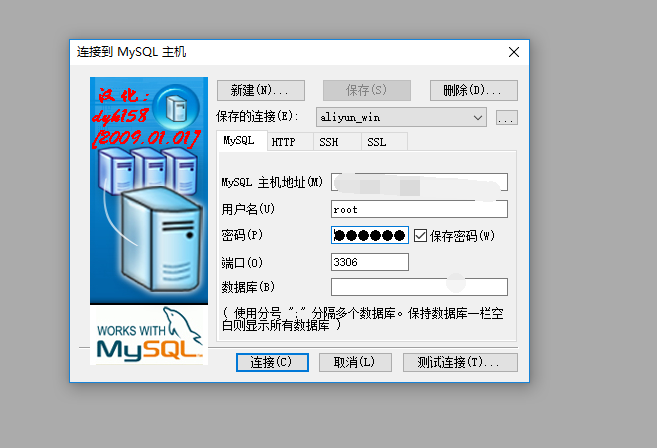 连接到 MySQL 主机
汉化：
dyh158
[2009.01.01]
WORKS WITH
MySQL
新建(N)...
保存(S)
删除(D)...
保存的连接(E):
aliyun_win
...
MySQL
HTTP
SSH
SSL
MySQL 主机地址(M)
用户名(U)
root
密码(P)
●●●●●●
保存密码(W)
端口(O)
3306
数据库(B)
( 使用分号 ";" 分隔多个数据库。保持数据库一栏空
白则显示所有数据库 )
连接(C)
取消(L)
测试连接(T)...